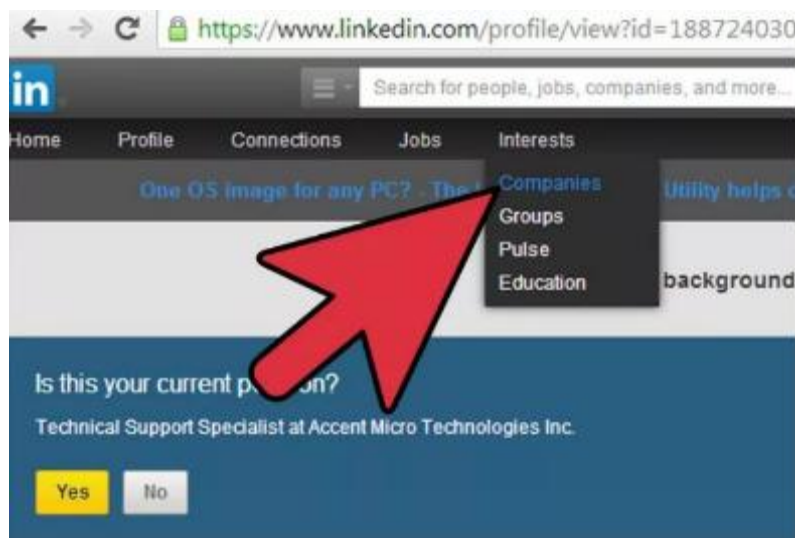 https://www.linkedin.com/profile/view?id=188724030
in
Search for people, jobs, companies, and more...
Home Profile Connections Jobs Interests
One OS image for any PC? - The Utility helps
Companies
Groups
Pulse
Education
background
Is this your current
Technical Support Specialist at Accent Micro Technologies Inc.
Yes No